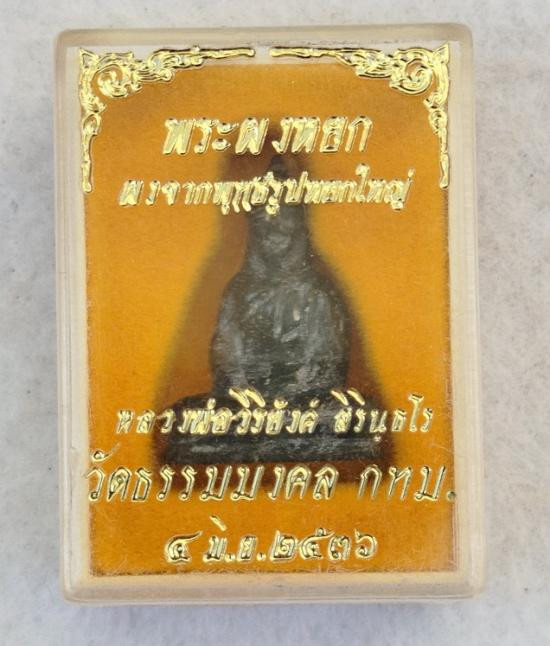 พระผงหยก
ผงจากพุทธรูปหยกใหญ่
หลวงพ่อวิริยังค์ สิรินฺธโร
วัดธรรมมงคล กทม.
๔ มิ.ย.๒๕๓๖